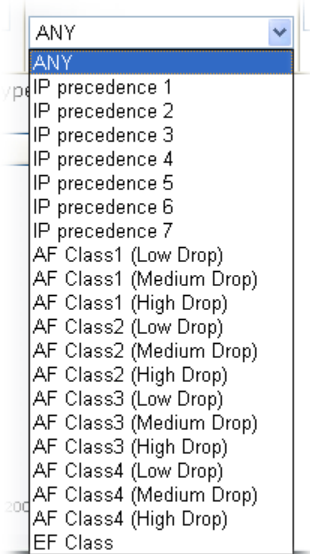 ANY
ANY
IP precedence 1
IP precedence 2
IP precedence 3
IP precedence 4
IP precedence 5
IP precedence 6
IP precedence 7
AF Class1 (Low Drop)
AF Class1 (Medium Drop)
AF Class1 (High Drop)
AF Class2 (Low Drop)
AF Class2 (Medium Drop)
AF Class2 (High Drop)
AF Class3 (Low Drop)
AF Class3 (Medium Drop)
AF Class3 (High Drop)
AF Class4 (Low Drop)
AF Class4 (Medium Drop)
AF Class4 (High Drop)
EF Class